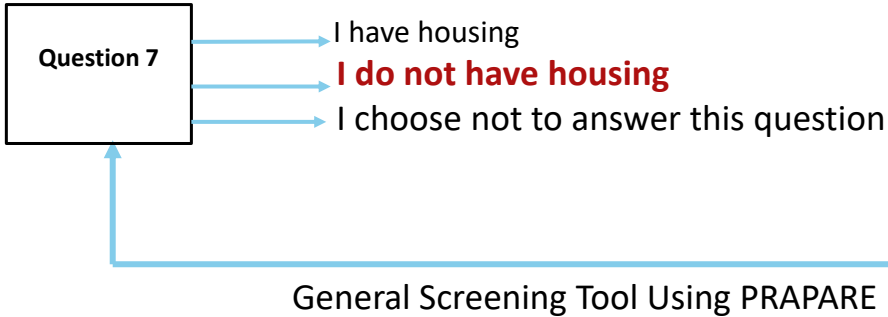 Question 7
I have housing
I do not have housing
I choose not to answer this question
General Screening Tool Using PRAPARE